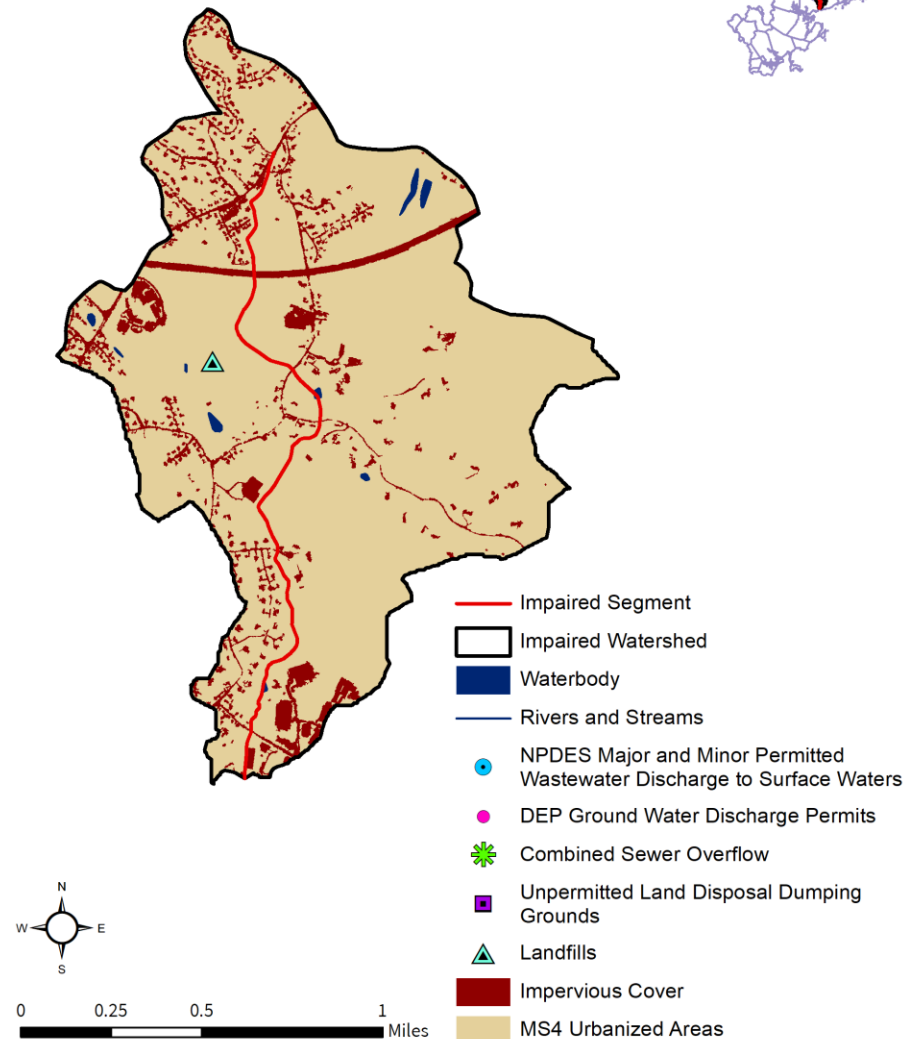 Impaired Segment
Impaired Watershed
Waterbody
Rivers and Streams
NPDES Major and Minor Permitted
Wastewater Discharge to Surface Waters
DEP Ground Water Discharge Permits
Combined Sewer Overflow
Unpermitted Land Disposal Dumping
Grounds
Landfills
Impervious Cover
MS4 Urbanized Areas
N
W E
S
0 0.25 0.5 1
Miles